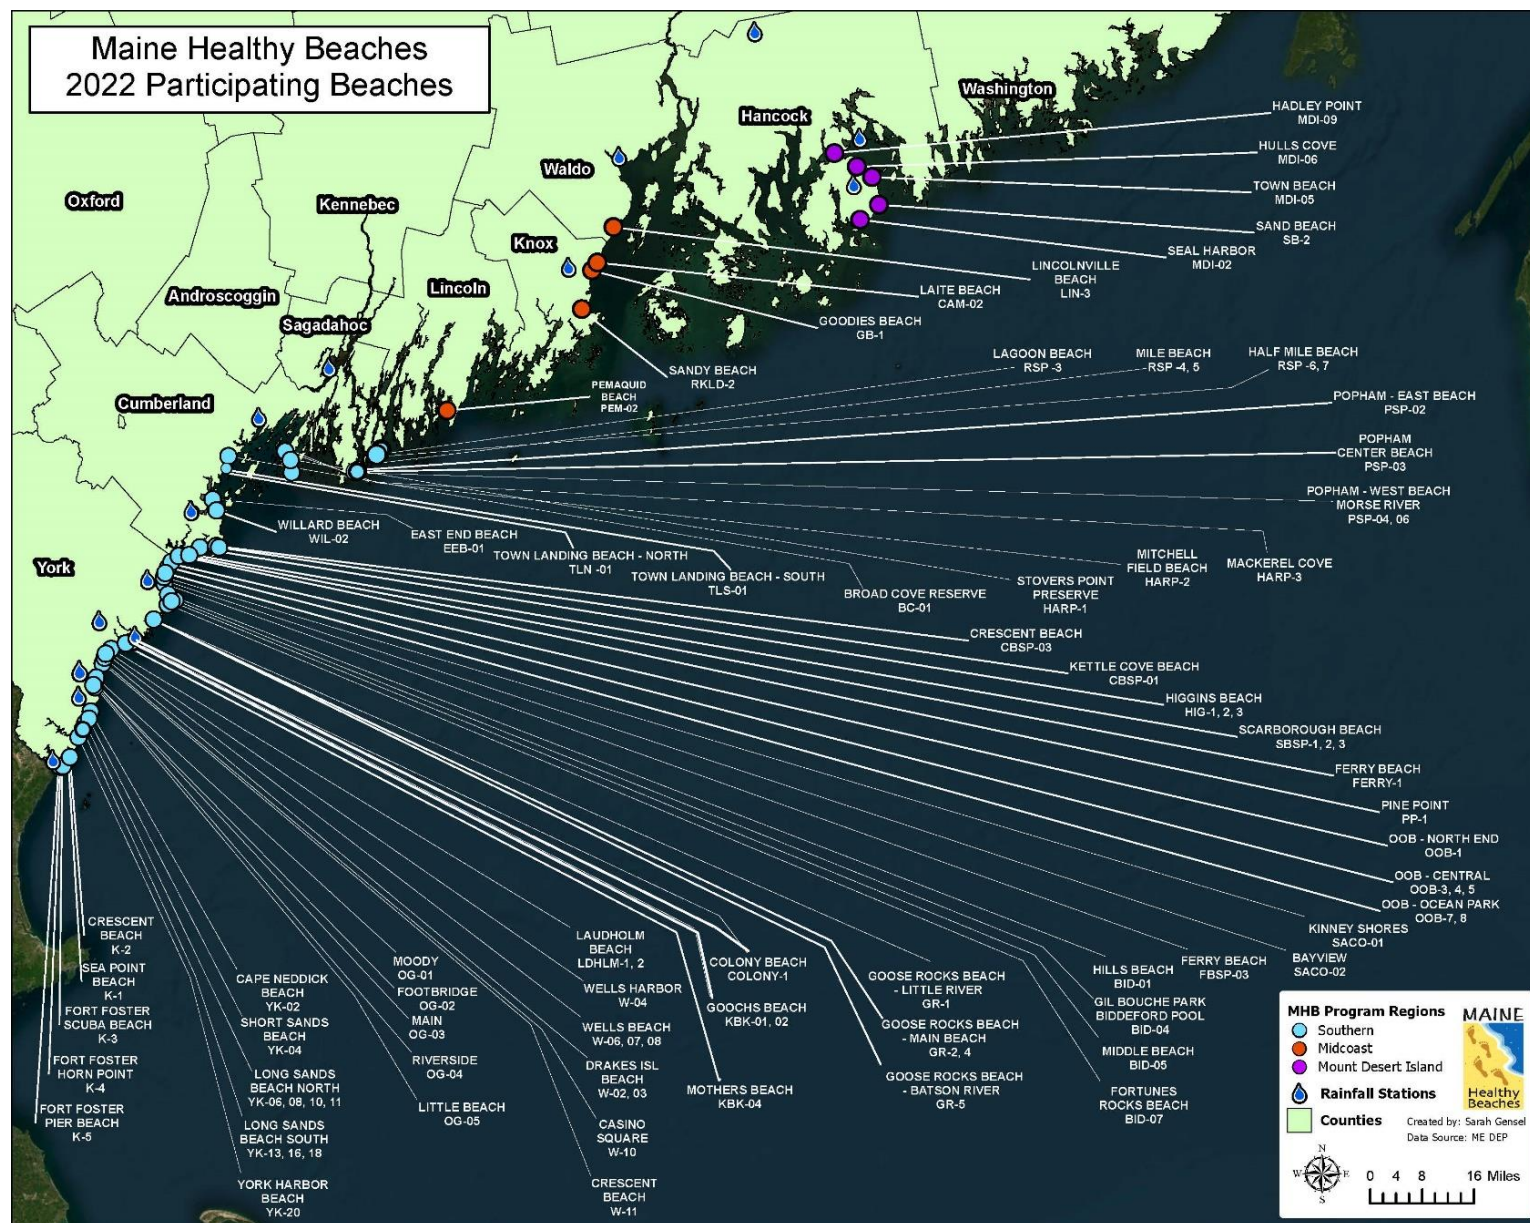 Maine Healthy Beaches
2022 Participating Beaches
Washington
Hancock
Waldo
Oxford
Kennebec
Knox
Androscoggin
Lincoln
Sagadahoc
Cumberland
York
HADLEY POINT
MDI-09
HULLS COVE
MDI-06
TOWN BEACH
MDI-05
SAND BEACH
SB-2
SEAL HARBOR
MDI-02
LINCOLNVILLE
BEACH
LIN-3
LAITE BEACH
CAM-02
GOODIES BEACH
GB-1
SANDY BEACH
RKLD-2
PEMAQUID
BEACH
PEM-02
LAGOON BEACH
RSP -3
MILE BEACH
RSP -4, 5
HALF MILE BEACH
RSP -6, 7
POPHAM - EAST BEACH
PSP-02
POPHAM
CENTER BEACH
PSP-03
POPHAM - WEST BEACH
MORSE RIVER
PSP-04, 06
MACKEREL COVE
HARP-3
MITCHELL
FIELD BEACH
HARP-2
STOVERS POINT
PRESERVE
HARP-1
BROAD COVE RESERVE
BC-01
TOWN LANDING BEACH - SOUTH
TLS-01
TOWN LANDING BEACH - NORTH
TLN -01
EAST END BEACH
EEB-01
WILLARD BEACH
WIL-02
CRESCENT BEACH
CBSP-03
KETTLE COVE BEACH
CBSP-01
HIGGINS BEACH
HIG-1, 2, 3
SCARBOROUGH BEACH
SBSP-1, 2, 3
FERRY BEACH
FERRY-1
PINE POINT
PP-1
OOB - NORTH END
OOB-1
OOB - CENTRAL
OOB-3, 4, 5
OOB - OCEAN PARK
OOB-7, 8
KINNEY SHORES
SACO-01
BAYVIEW
SACO-02
FERRY BEACH
FBSP-03
HILLS BEACH
BID-01
GIL BOUCHE PARK
BIDDEFORD POOL
BID-04
MIDDLE BEACH
BID-05
FORTUNES
ROCKS BEACH
BID-07
GOOSE ROCKS BEACH
- LITTLE RIVER
GR-1
GOOSE ROCKS BEACH
- MAIN BEACH
GR-2, 4
GOOSE ROCKS BEACH
- BATSON RIVER
GR-5
COLONY BEACH
COLONY-1
GOOCHS BEACH
KBK-01, 02
MOTHERS BEACH
KBK-04
LAUDHOLM
BEACH
LDHLM-1, 2
WELLS HARBOR
W-04
WELLS BEACH
W-06, 07, 08
DRAKES ISL
BEACH
W-02, 03
CASINO
SQUARE
W-10
CRESCENT
BEACH
W-11
MOODY
OG-01
FOOTBRIDGE
OG-02
MAIN
OG-03
RIVERSIDE
OG-04
LITTLE BEACH
OG-05
CAPE NEDDICK
BEACH
YK-02
SHORT SANDS
BEACH
YK-04
LONG SANDS
BEACH NORTH
YK-06, 08, 10, 11
LONG SANDS
BEACH SOUTH
YK-13, 16, 18
YORK HARBOR
BEACH
YK-20
CRESCENT
BEACH
K-2
SEA POINT
BEACH
K-1
FORT FOSTER
SCUBA BEACH
K-3
FORT FOSTER
HORN POINT
K-4
FORT FOSTER
PIER BEACH
K-5
MHB Program Regions
Southern
Midcoast
Mount Desert Island
Rainfall Stations
Counties
MAINE
Healthy
Beaches
Created by: Sarah Gensel
Data Source: ME DEP
N
W
E
S
0 4 8 16 Miles